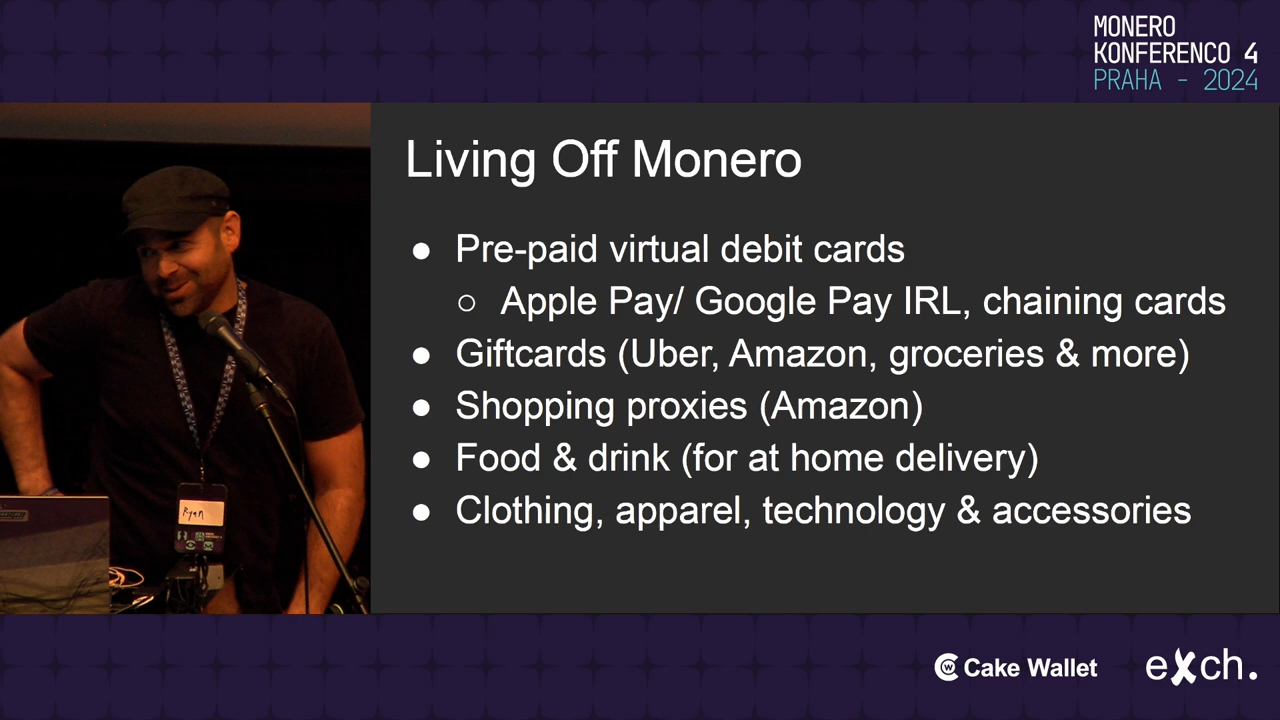 MONERO
KONFERENCO 4
PRAHA - 2024
Living Off Monero
● Pre-paid virtual debit cards
○ Apple Pay/ Google Pay IRL, chaining cards
● Giftcards (Uber, Amazon, groceries & more)
● Shopping proxies (Amazon)
● Food & drink (for at home delivery)
● Clothing, apparel, technology & accessories
Ryan
Cake Wallet
exch.